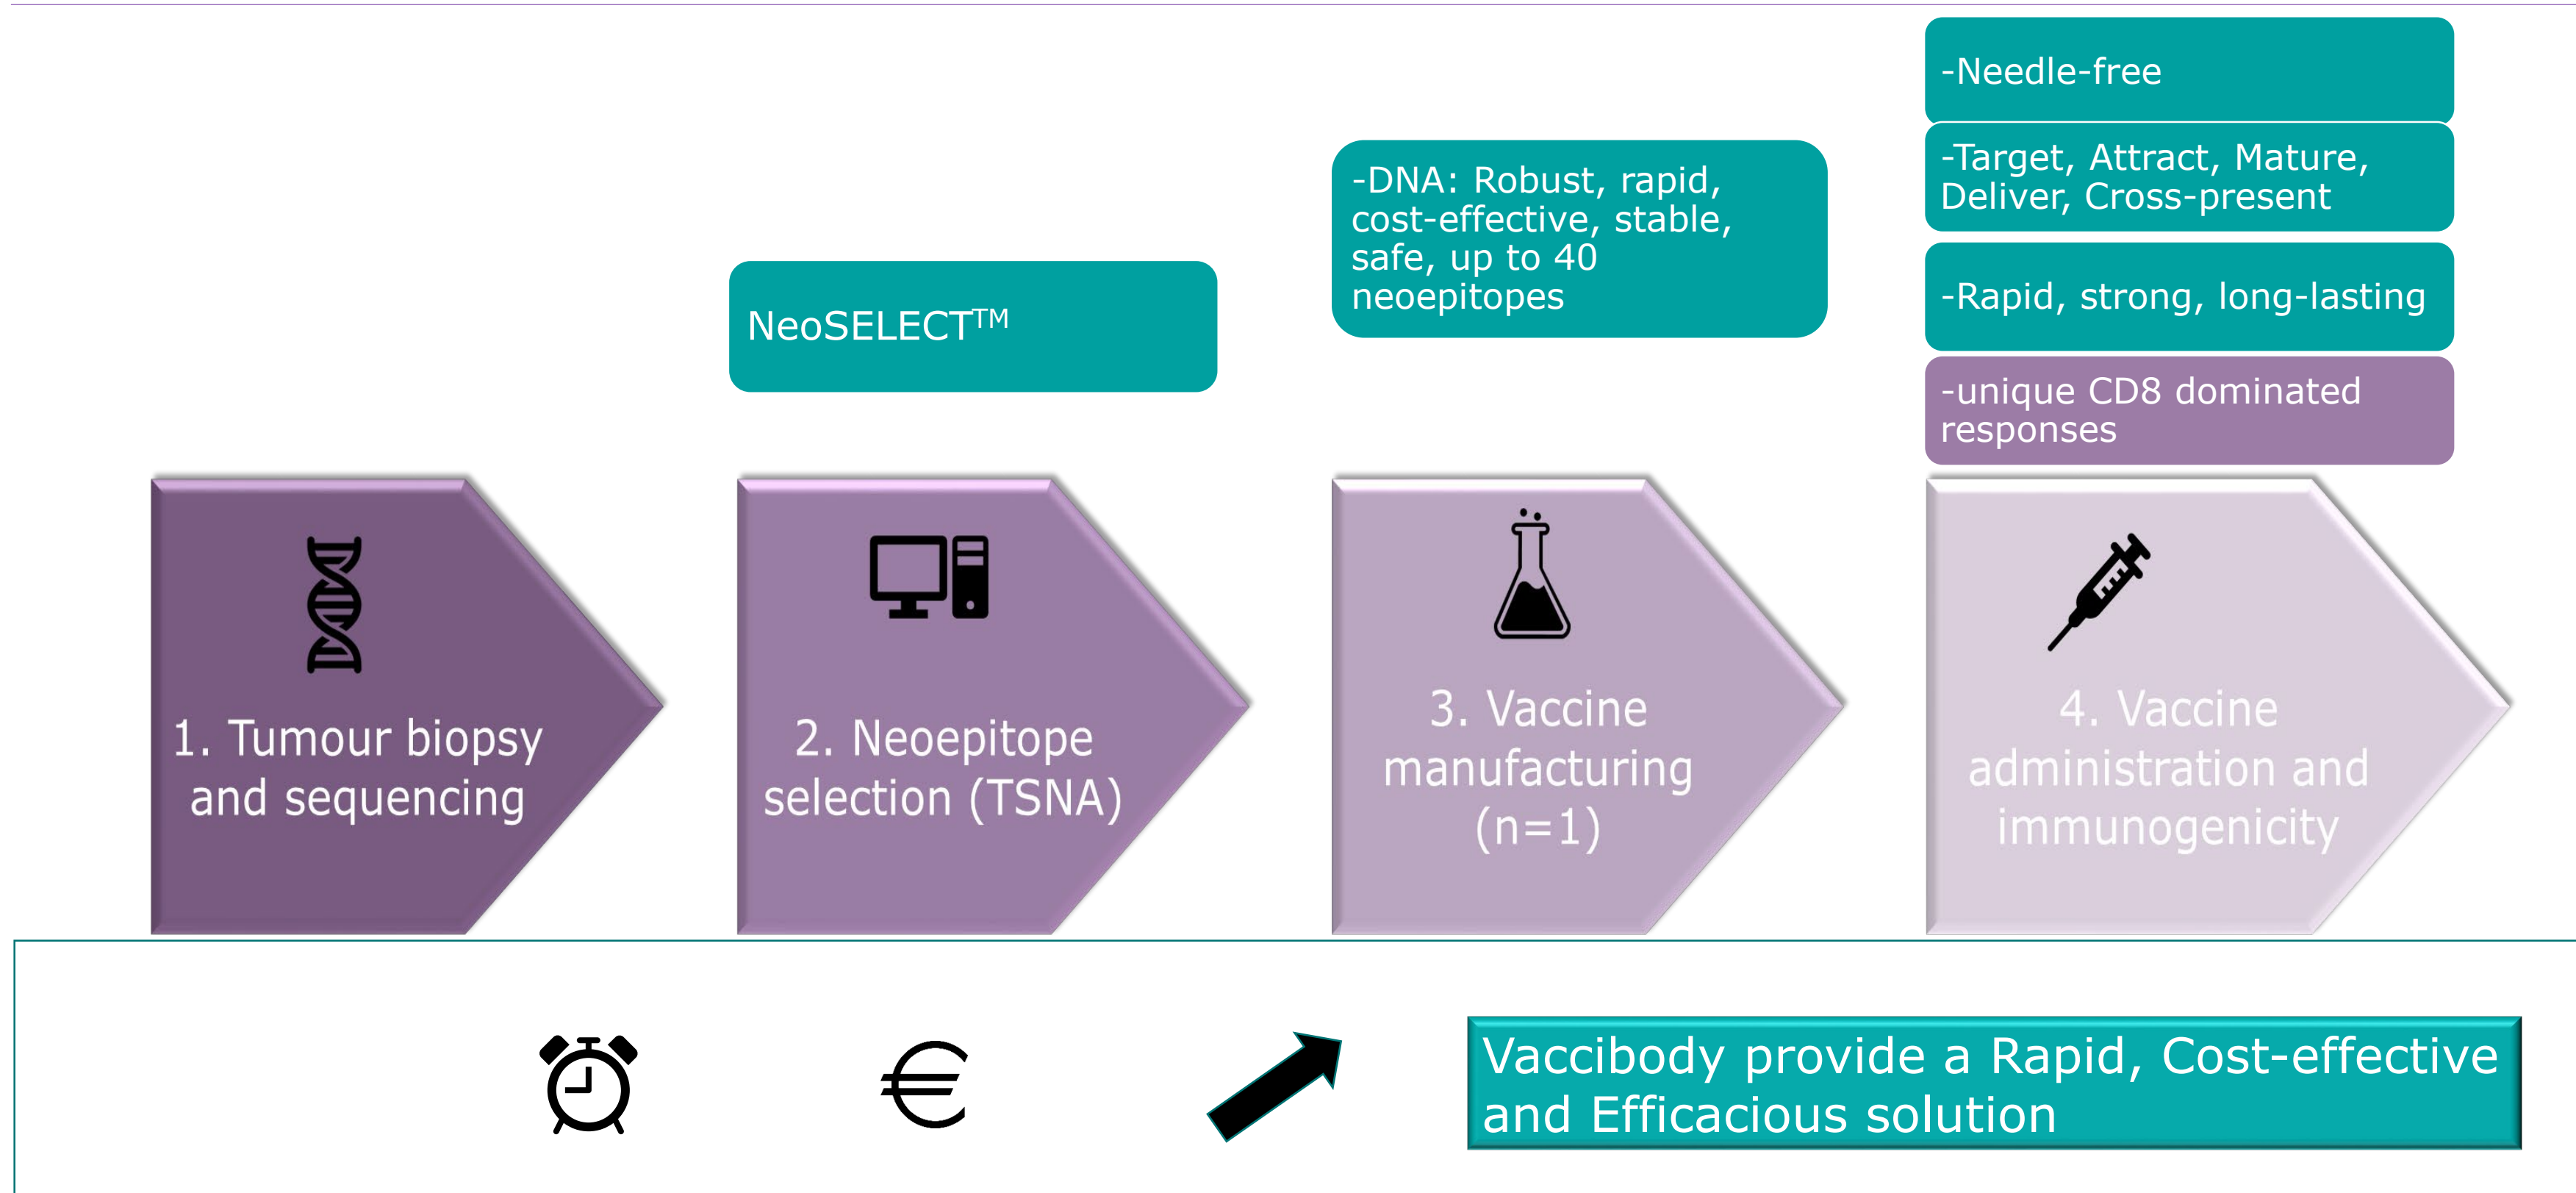 -Needle-free
-Target, Attract, Mature,
Deliver, Cross-present
-DNA: Robust, rapid,
cost-effective, stable,
safe, up to 40
neoepitopes
NeoSELECT™
-Rapid, strong, long-lasting
-unique CD8 dominated
responses
1. Tumour biopsy
and sequencing
2. Neoepitope
selection (TSNA)
3. Vaccine
manufacturing
(n=1)
4. Vaccine
administration and
immunogenicity
Vaccibody provide a Rapid, Cost-effective
and Efficacious solution